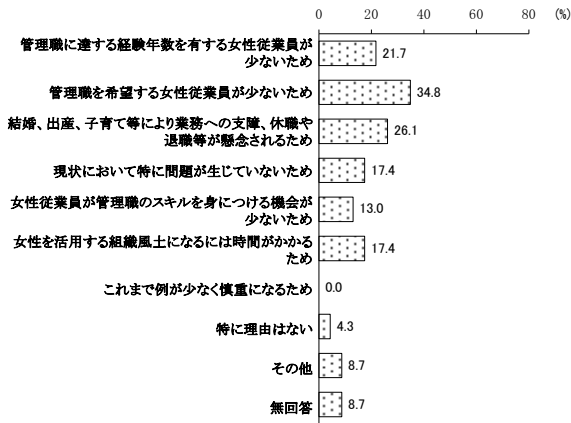 0 20 40 60 80 (%)
管理職に達する経験年数を有する女性従業員が
少ないため
21.7
管理職を希望する女性従業員が少ないため
34.8
結婚、出産、子育て等により業務への支障、休職や
退職等が懸念されるため
26.1
現状において特に問題が生じていないため
17.4
女性従業員が管理職のスキルを身につける機会が
少ないため
13.0
女性を活用する組織風土になるには時間がかかる
ため
17.4
これまで例が少なく慎重になるため
0.0
特に理由はない
4.3
その他
8.7
無回答
8.7